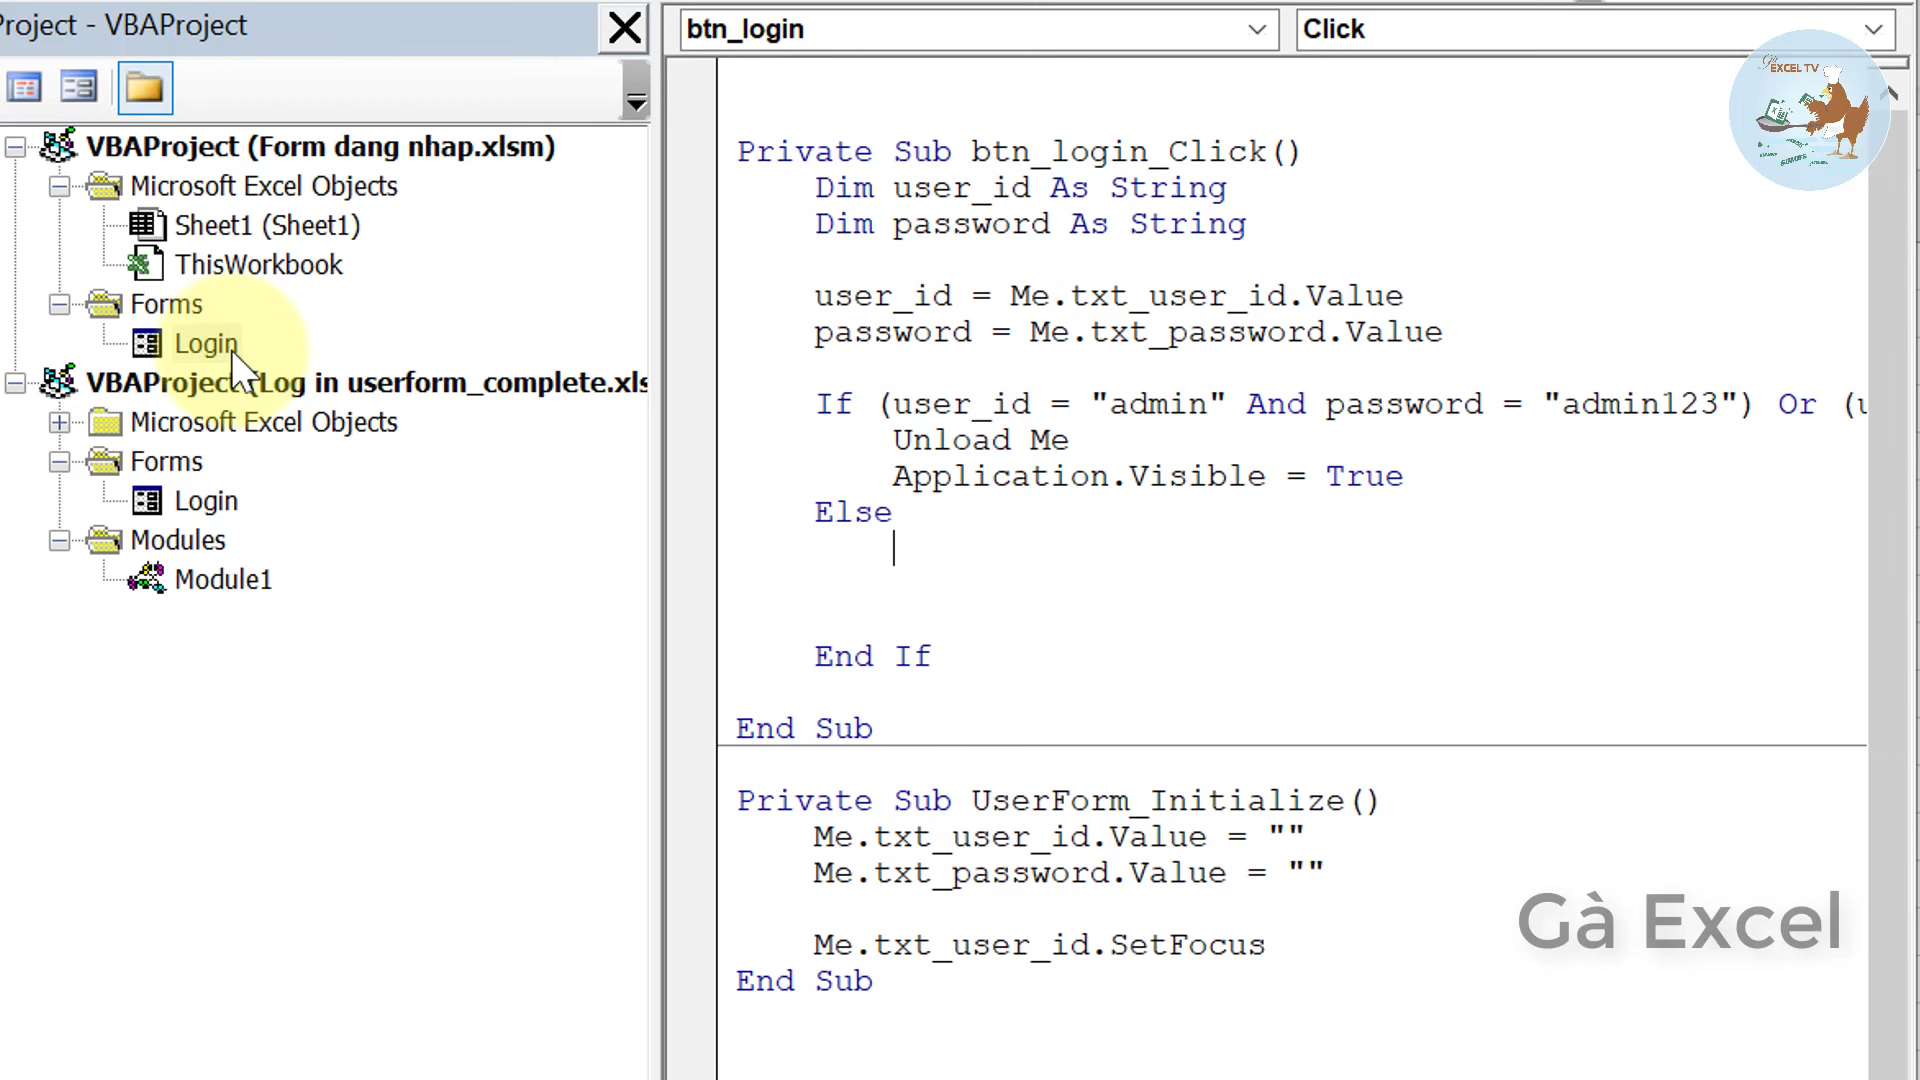 Project - VBAProject
VBAProject (Form dang nhap.xlsm)
Microsoft Excel Objects
Sheet1 (Sheet1)
ThisWorkbook
Forms
Login
VBAProject (Log in userform_complete.xls
Microsoft Excel Objects
Forms
Login
Modules
Module1
btn_login
Click
EXCEL TV
Private Sub btn_login_Click()
Dim user_id As String
Dim password As String
user_id = Me.txt_user_id.Value
password = Me.txt_password.Value
If (user_id = "admin" And password = "admin123") Or (u
Unload Me
Application.Visible = True
Else
End If
End Sub
Private Sub UserForm_Initialize()
Me.txt_user_id.Value = ""
Me.txt_password.Value = ""
Me.txt_user_id.SetFocus
End Sub
Gà Excel